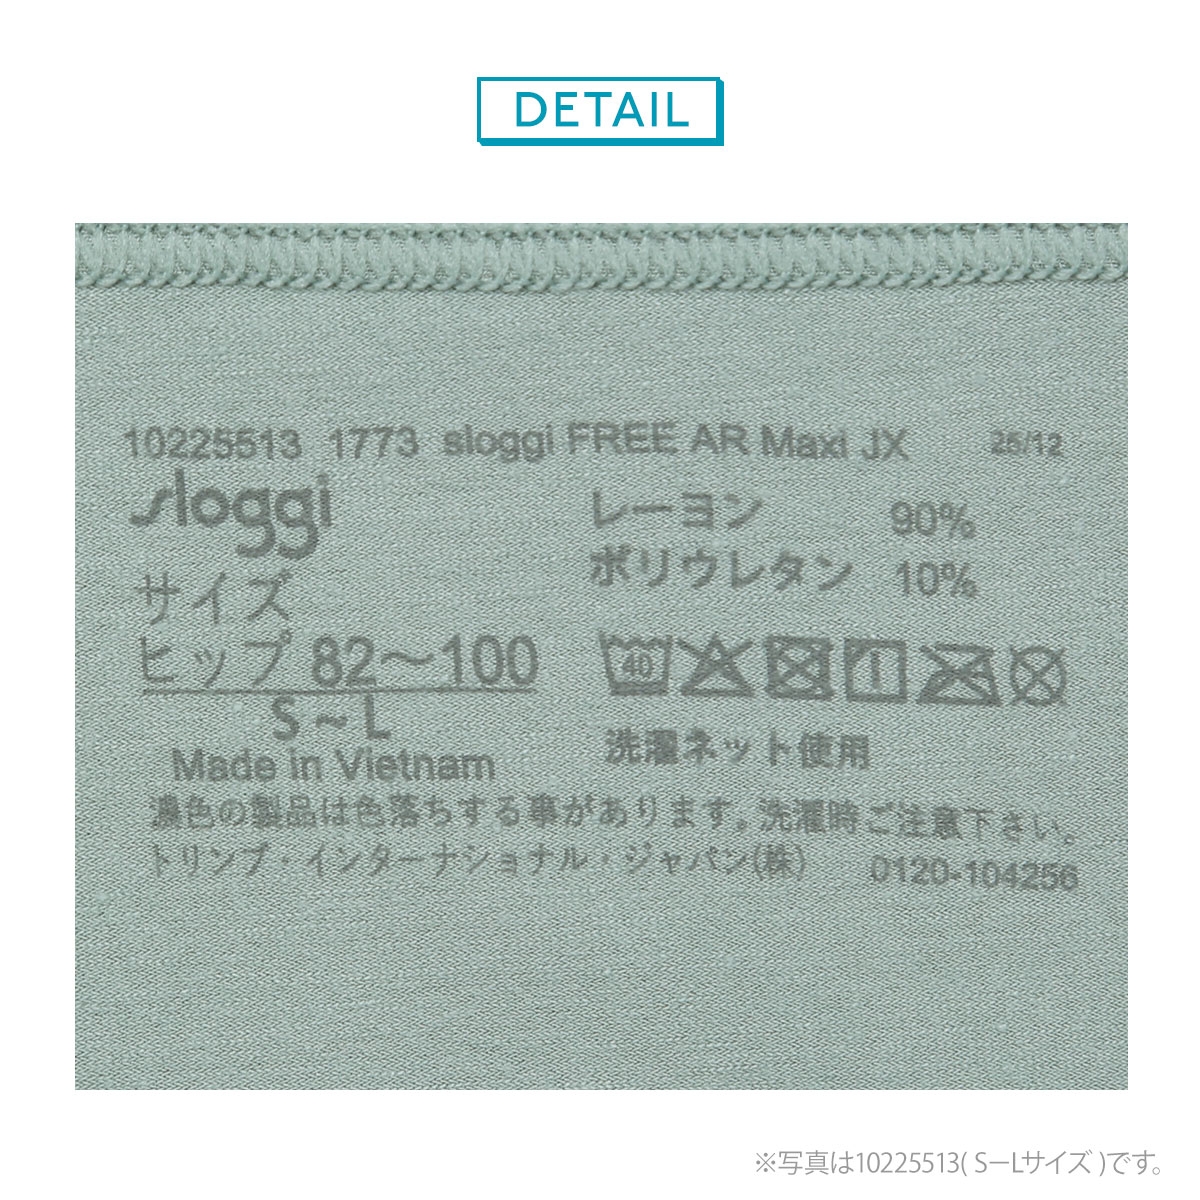 DETAIL
10225513 1773 sloggi FREE AR Maxi JX 25/12
sloggi
レーヨン 90%
ポリウレタン 10%
サイズ
ヒップ 82～100
S～L
40
洗濯ネット使用
Made in Vietnam
濃色の製品は色落ちする事があります。洗濯時ご注意下さい。
トリンプ・インターナショナル・ジャパン(株) 0120-104256
※写真は10225513( S−Lサイズ )です。